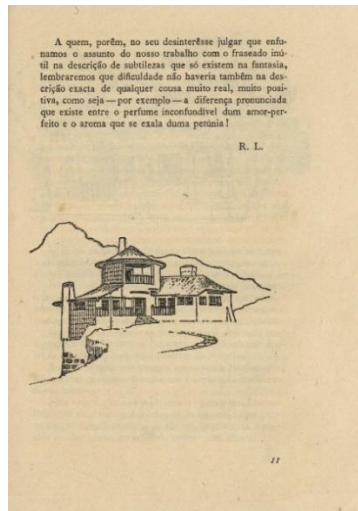 A quem, porêm, no seu desinterêsse julgar que enfu-
namos o assunto do nosso trabalho com o fraseado inú-
til na descrição de subtilezas que só existem na fantasia,
lembraremos que dificuldade não haveria tambêm na des-
crição exacta de qualquer cousa muito real, muito posi-
tiva, como seja — por exemplo — a diferença pronunciada
que existe entre o perfume inconfundível dum amor-per-
feito e o aroma que se exala duma petúnia!
R. L.
11